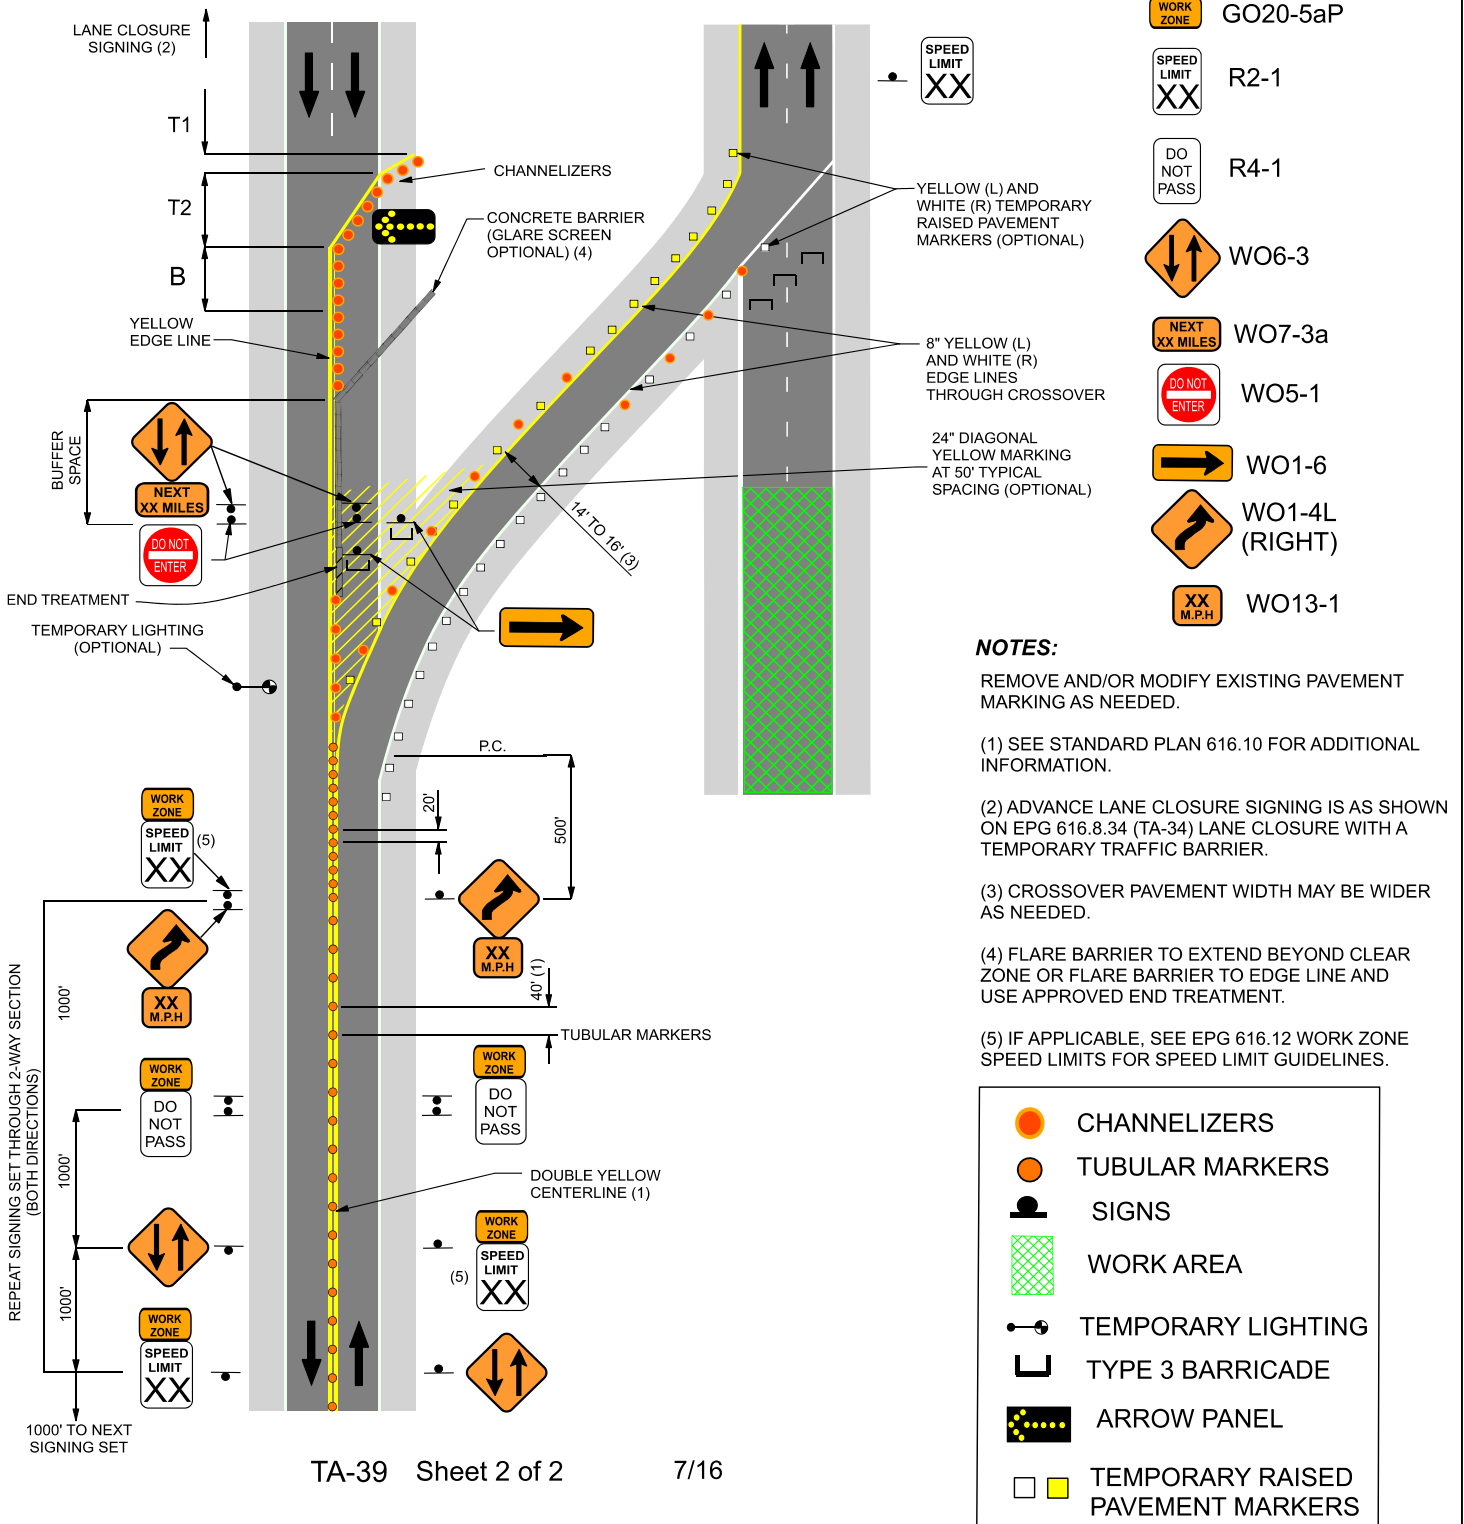 LANE CLOSURE
SIGNING (2)
T1
T2
B
CHANNELIZERS
CONCRETE BARRIER
(GLARE SCREEN
OPTIONAL) (4)
YELLOW
EDGE LINE
BUFFER
SPACE
NEXT
XX MILES
DO NOT
ENTER
END TREATMENT
TEMPORARY LIGHTING
(OPTIONAL)
SPEED
LIMIT
XX
YELLOW (L) AND
WHITE (R) TEMPORARY
RAISED PAVEMENT
MARKERS (OPTIONAL)
8" YELLOW (L)
AND WHITE (R)
EDGE LINES
THROUGH CROSSOVER
24" DIAGONAL
YELLOW MARKING
AT 50' TYPICAL
SPACING (OPTIONAL)
14' TO 16' (3)
P.C.
20'
500'
WORK
ZONE
SPEED
LIMIT
XX
(5)
XX
M.P.H
XX
M.P.H
40' (1)
TUBULAR MARKERS
REPEAT SIGNING SET THROUGH 2-WAY SECTION
(BOTH DIRECTIONS)
1000'
1000'
1000'
WORK
ZONE
DO
NOT
PASS
WORK
ZONE
DO
NOT
PASS
DOUBLE YELLOW
CENTERLINE (1)
WORK
ZONE
SPEED
LIMIT
XX
(5)
WORK
ZONE
SPEED
LIMIT
XX
1000' TO NEXT
SIGNING SET
TA-39 Sheet 2 of 2 7/16
WORK
ZONE
GO20-5aP
SPEED
LIMIT
XX
R2-1
DO
NOT
PASS
R4-1
WO6-3
NEXT
XX MILES
WO7-3a
DO NOT
ENTER
WO5-1
WO1-6
WO1-4L
(RIGHT)
XX
M.P.H
WO13-1
NOTES:
REMOVE AND/OR MODIFY EXISTING PAVEMENT
MARKING AS NEEDED.
(1) SEE STANDARD PLAN 616.10 FOR ADDITIONAL
INFORMATION.
(2) ADVANCE LANE CLOSURE SIGNING IS AS SHOWN
ON EPG 616.8.34 (TA-34) LANE CLOSURE WITH A
TEMPORARY TRAFFIC BARRIER.
(3) CROSSOVER PAVEMENT WIDTH MAY BE WIDER
AS NEEDED.
(4) FLARE BARRIER TO EXTEND BEYOND CLEAR
ZONE OR FLARE BARRIER TO EDGE LINE AND
USE APPROVED END TREATMENT.
(5) IF APPLICABLE, SEE EPG 616.12 WORK ZONE
SPEED LIMITS FOR SPEED LIMIT GUIDELINES.
CHANNELIZERS
TUBULAR MARKERS
SIGNS
WORK AREA
TEMPORARY LIGHTING
TYPE 3 BARRICADE
ARROW PANEL
TEMPORARY RAISED
PAVEMENT MARKERS